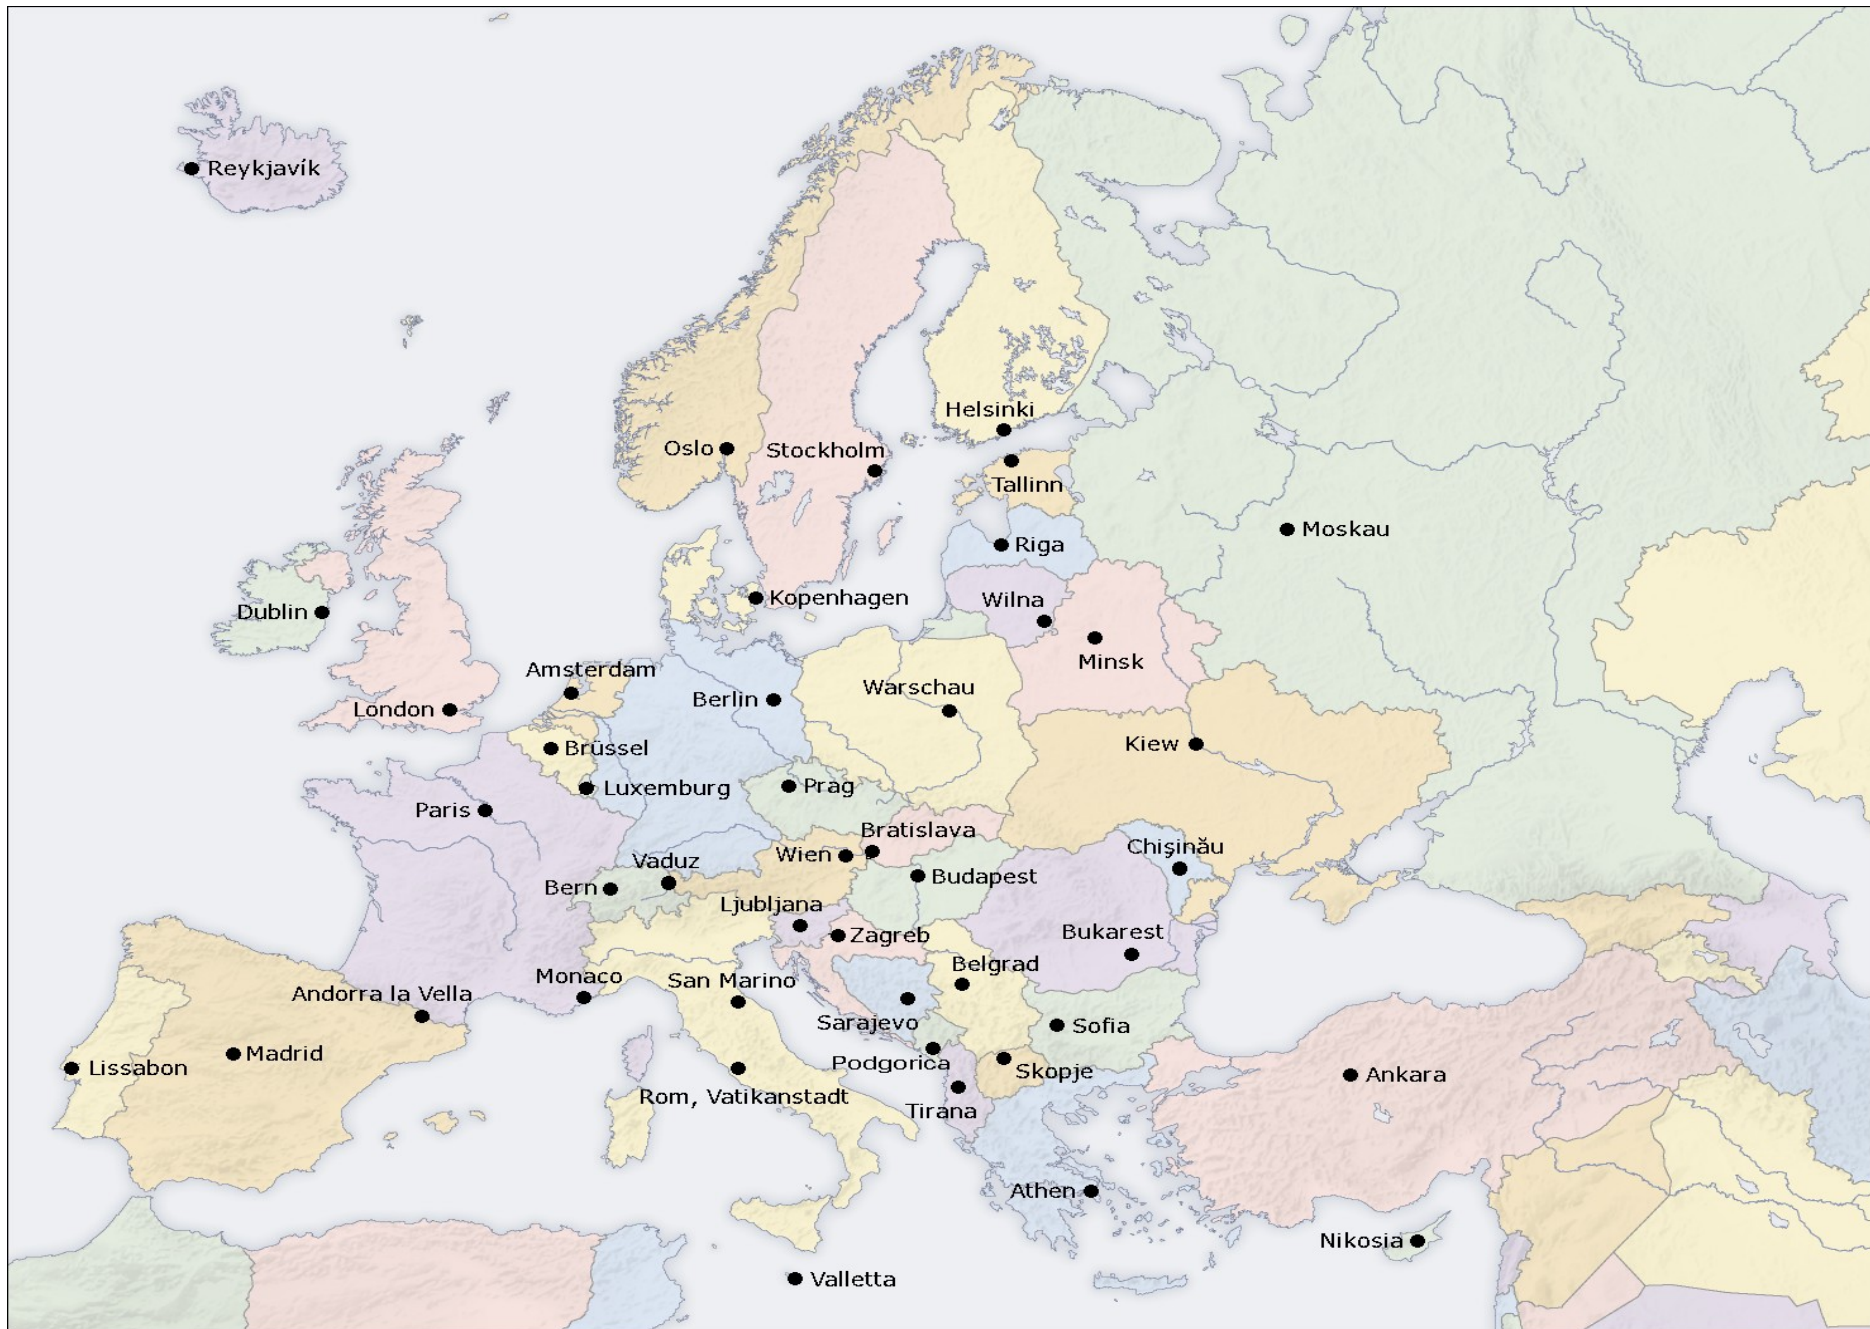 Reykjavík
Helsinki
Oslo
Stockholm
Tallinn
Moskau
Riga
Kopenhagen
Wilna
Dublin
Minsk
Amsterdam
Warschau
Berlin
London
Kiew
Brüssel
Prag
Luxemburg
Paris
Bratislava
Chişinău
Wien
Vaduz
Budapest
Bern
Ljubljana
Bukarest
Zagreb
Belgrad
Monaco
San Marino
Andorra la Vella
Sarajevo
Sofia
Madrid
Podgorica
Lissabon
Skopje
Ankara
Rom, Vatikanstadt
Tirana
Athen
Nikosia
Valletta